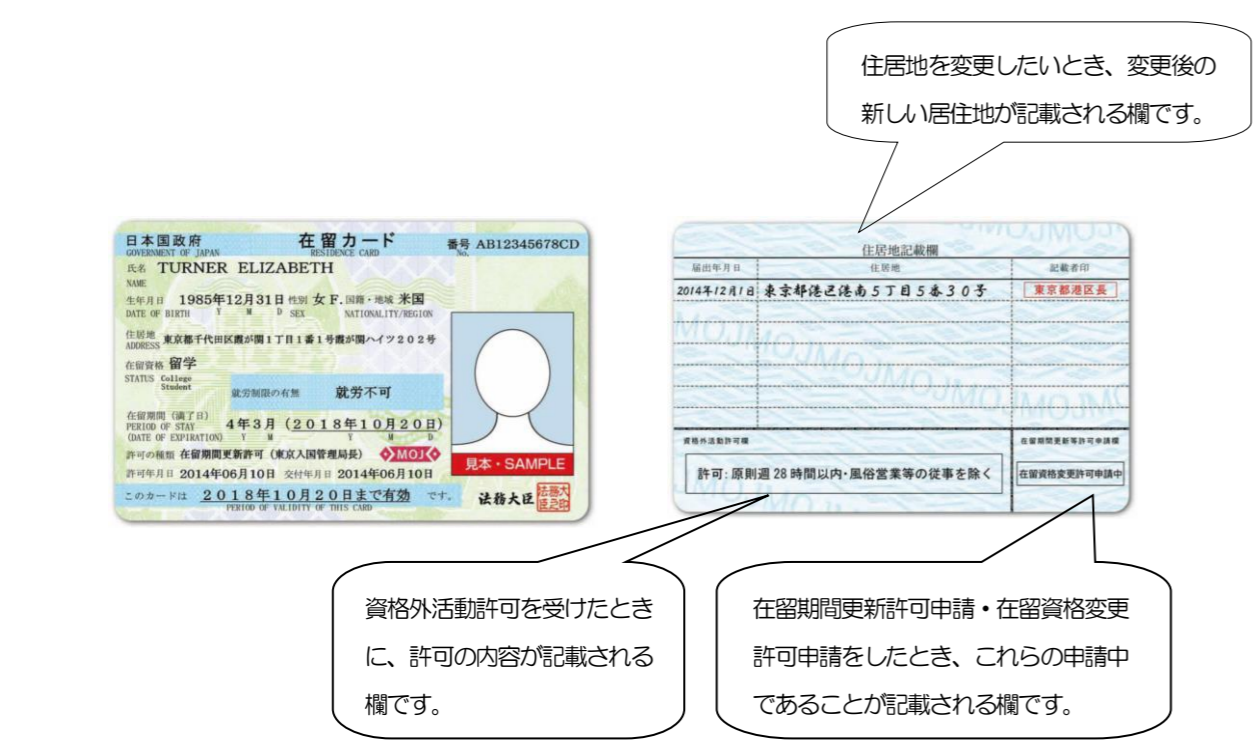 住居地を変更したいとき、変更後の
新しい居住地が記載される欄です。
日本国政府 在留カード 番号 AB12345678CD
GOVERNMENT OF JAPAN RESIDENCE CARD No.
氏名 TURNER ELIZABETH
NAME
生年月日 1985年12月31日 性別 女 F. 国籍・地域 米国
DATE OF BIRTH Y M D SEX NATIONALITY/REGION
住居地 東京都千代田区霞が関1丁目1番1号霞が関ハイツ202号
ADDRESS
在留資格 留学
STATUS College
Student
就労制限の有無 就労不可
在留期間(満了日)
PERIOD OF STAY 4年3月(2018年10月20日)
(DATE OF EXPIRATION) Y M Y M D
許可の種類 在留期間更新許可(東京入国管理局長) MOJ
見本・SAMPLE
許可年月日 2014年06月10日 交付年月日 2014年06月10日
このカードは 2018年10月20日まで有効 です。 法務大臣
PERIOD OF VALIDITY OF THIS CARD
住居地記載欄
届出年月日 住居地 記載者印
2014年12月1日 東京都港区港南5丁目5番30号 東京都港区長
資格外活動許可欄 在留期間更新等許可申請欄
許可:原則週28時間以内・風俗営業等の従事を除く 在留資格変更許可申請中
資格外活動許可を受けたとき
に、許可の内容が記載される
欄です。
在留期間更新許可申請・在留資格変更
許可申請をしたとき、これらの申請中
であることが記載される欄です。